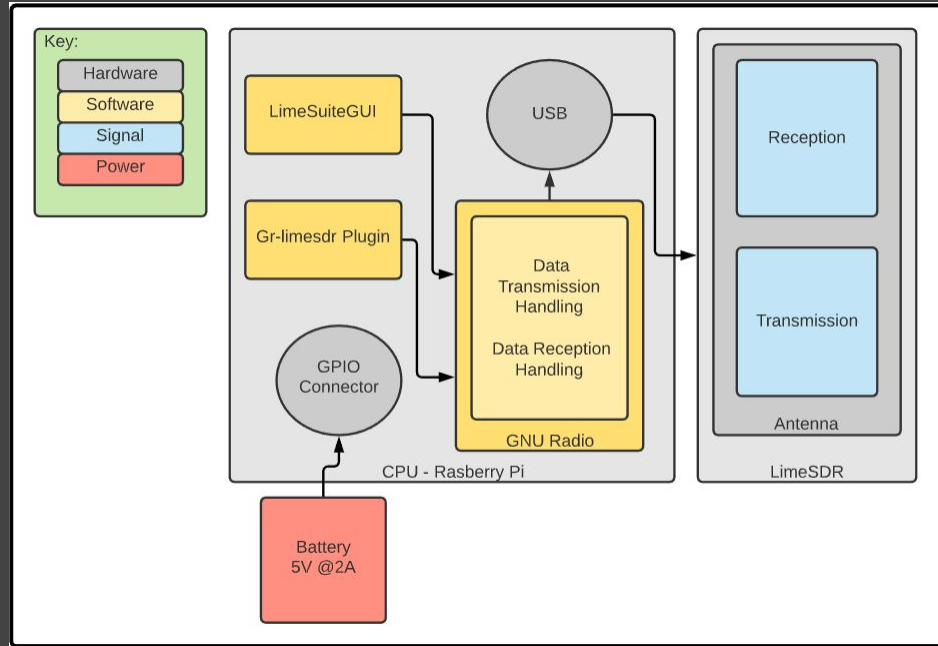 Key:
Hardware
Software
Signal
Power
LimeSuiteGUI
Gr-limesdr Plugin
GPIO
Connector
USB
Data
Transmission
Handling
Data Reception
Handling
GNU Radio
CPU - Rasberry Pi
Battery
5V @2A
Reception
Transmission
Antenna
LimeSDR